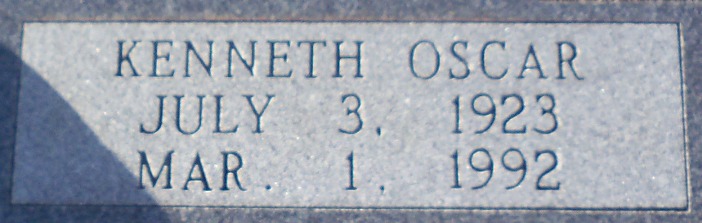 KENNETH OSCAR
JULY 3, 1923
MAR. 1, 1992